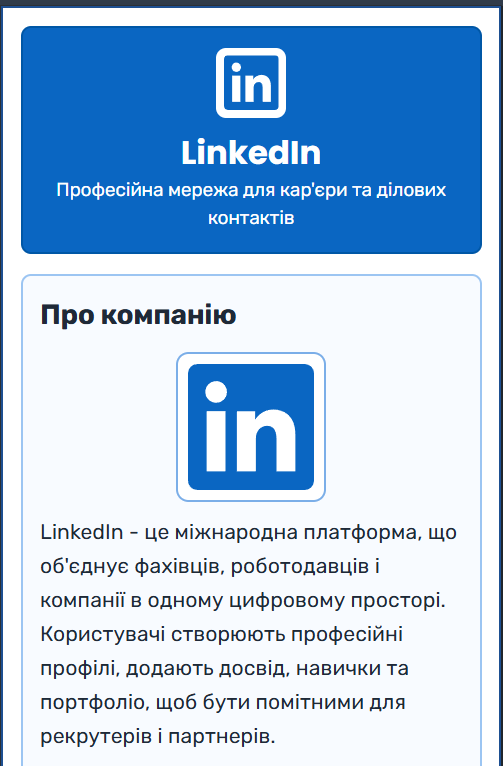 in
LinkedIn
Професійна мережа для кар'єри та ділових
контактів
Про компанію
in
LinkedIn - це міжнародна платформа, що
об'єднує фахівців, роботодавців і
компанії в одному цифровому просторі.
Користувачі створюють професійні
профілі, додають досвід, навички та
портфоліо, щоб бути помітними для
рекрутерів і партнерів.